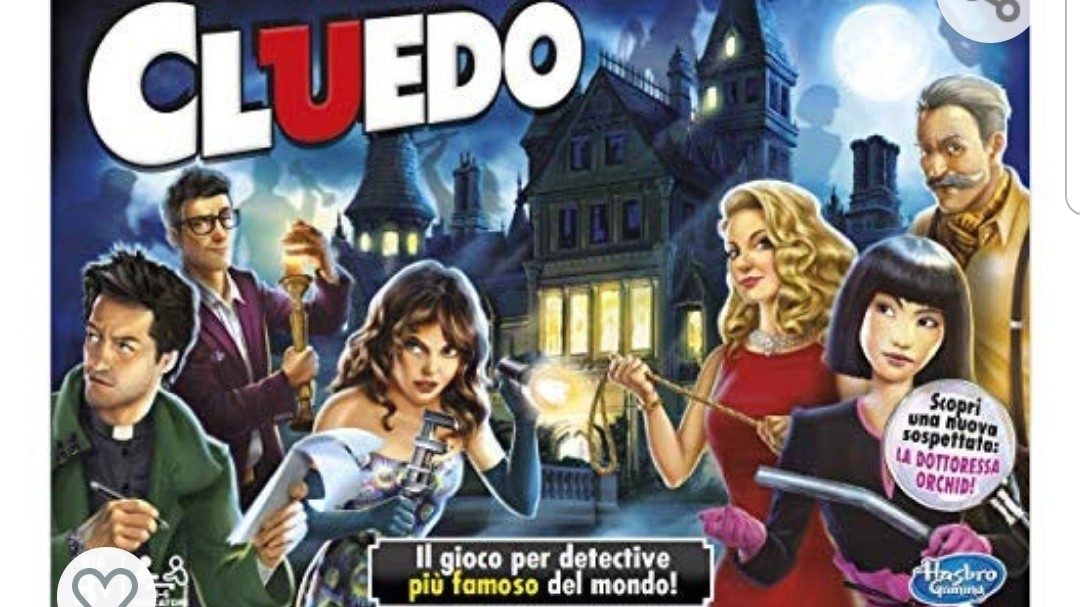 CLUEDO
Scopri
una nuova
sospettata:
LA DOTTORESSA
ORCHID!
Il gioco per detective
più famoso del mondo!
Hasbro
Gaming